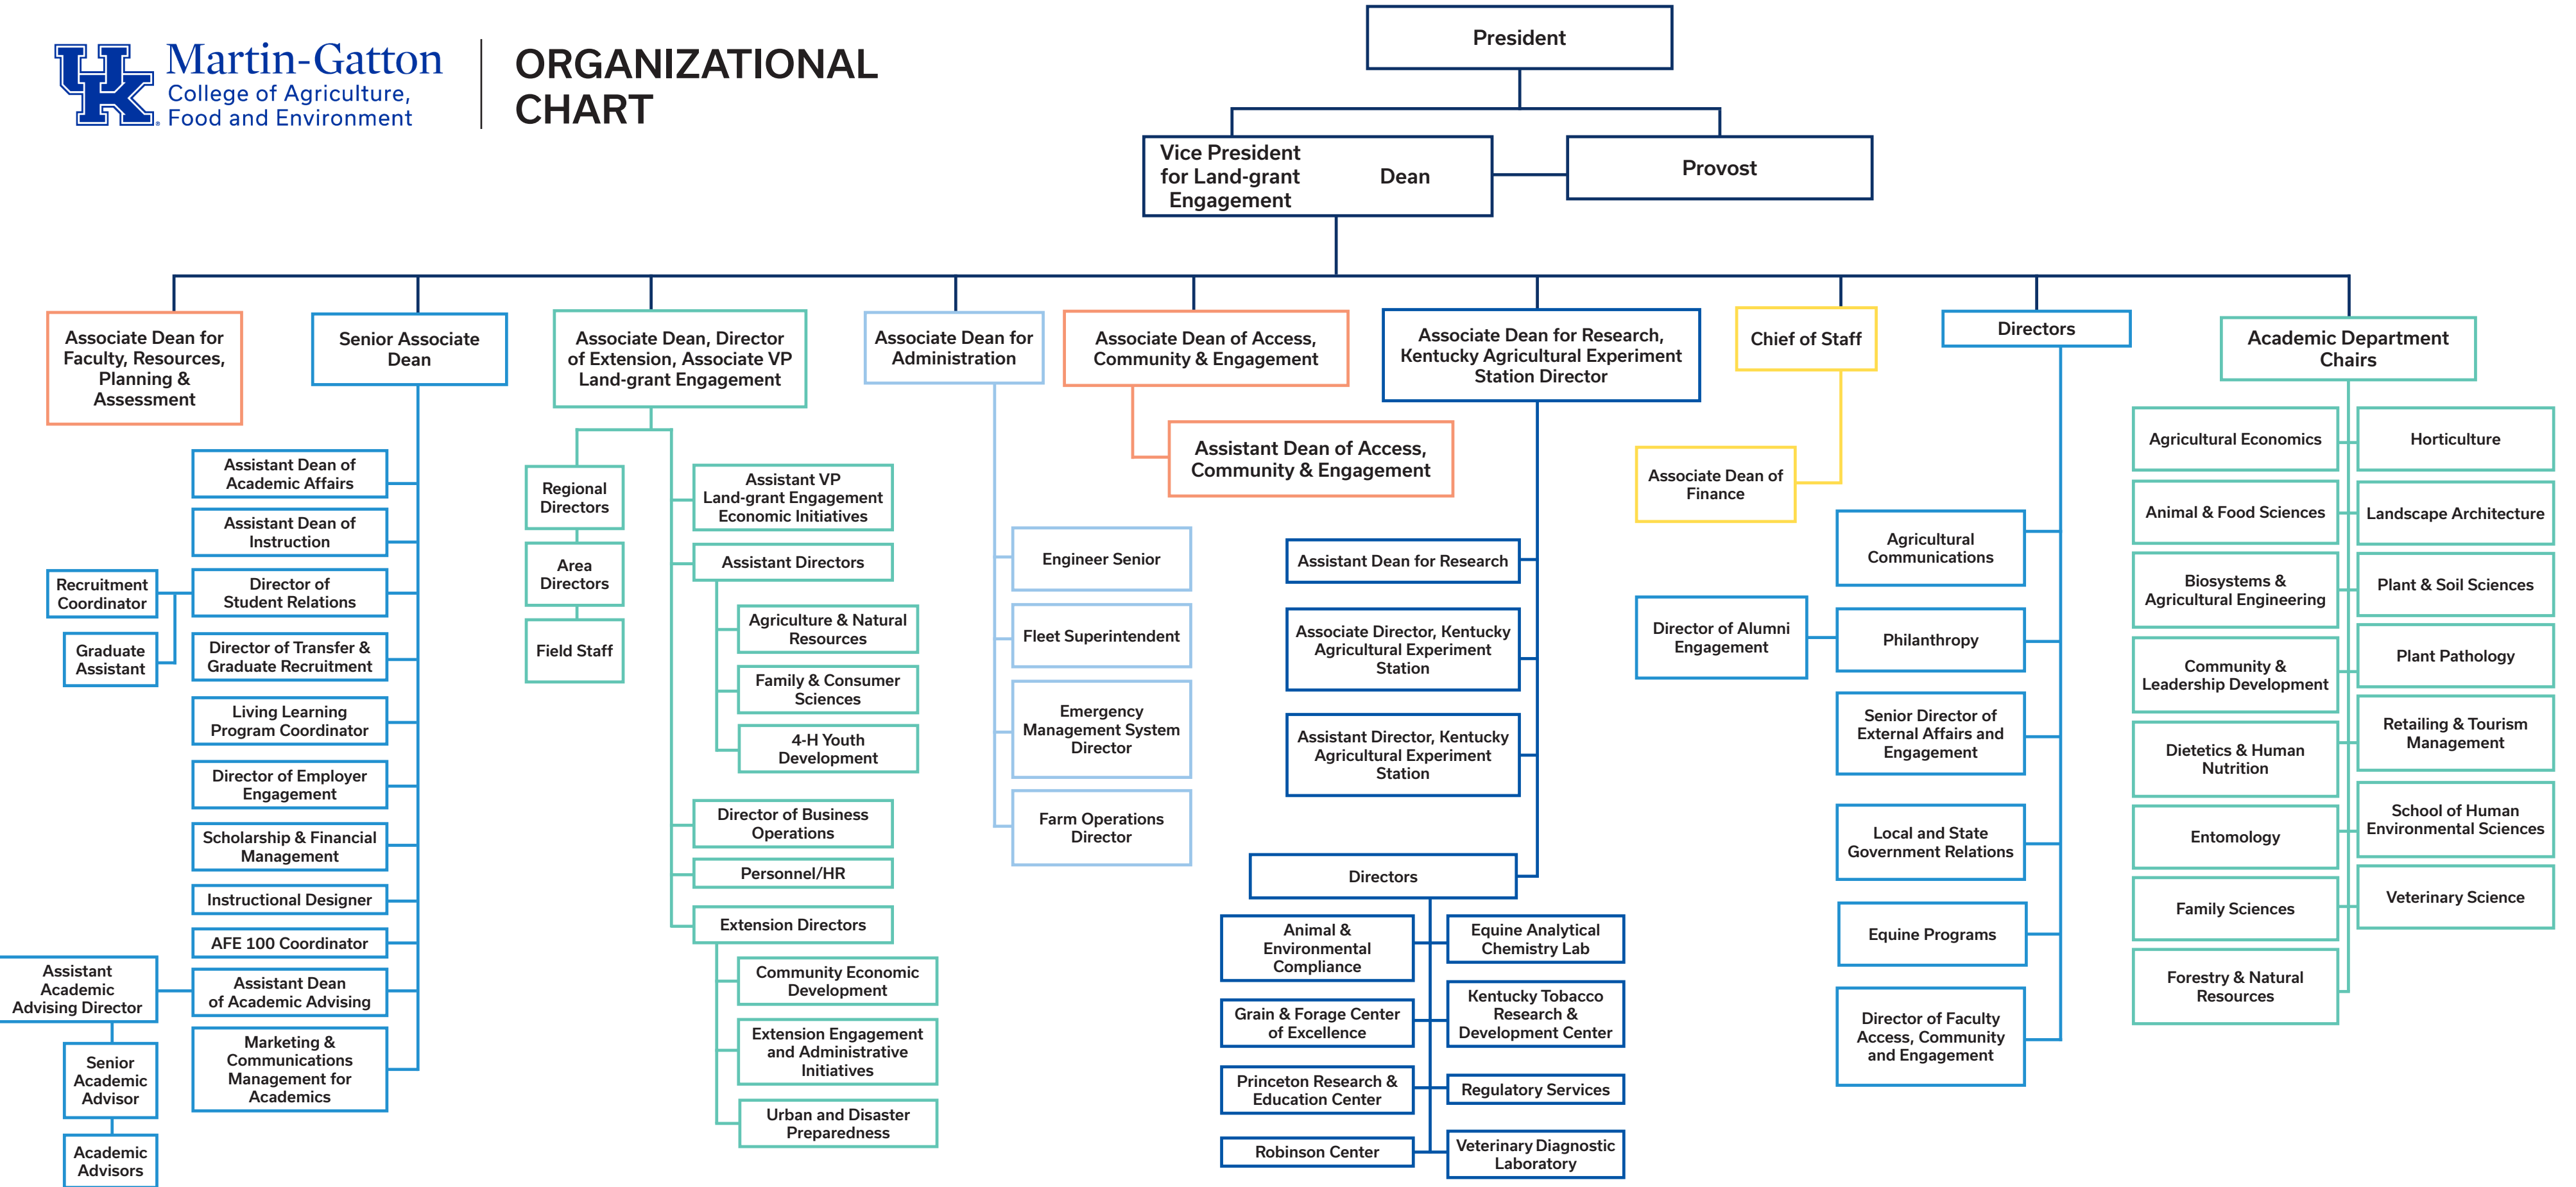 UK
Martin-Gatton
College of Agriculture,
Food and Environment
ORGANIZATIONAL
CHART
President
Vice President
for Land-grant
Engagement
Dean
Provost
Associate Dean for
Faculty, Resources,
Planning &
Assessment
Senior Associate
Dean
Assistant Dean of
Academic Affairs
Assistant Dean of
Instruction
Director of
Student Relations
Recruitment
Coordinator
Graduate
Assistant
Director of Transfer &
Graduate Recruitment
Living Learning
Program Coordinator
Director of Employer
Engagement
Scholarship & Financial
Management
Instructional Designer
AFE 100 Coordinator
Assistant Dean
of Academic Advising
Assistant
Academic
Advising Director
Senior
Academic
Advisor
Academic
Advisors
Marketing &
Communications
Management for
Academics
Associate Dean, Director
of Extension, Associate VP
Land-grant Engagement
Regional
Directors
Area
Directors
Field Staff
Assistant VP
Land-grant Engagement
Economic Initiatives
Assistant Directors
Agriculture & Natural
Resources
Family & Consumer
Sciences
4-H Youth
Development
Director of Business
Operations
Personnel/HR
Extension Directors
Community Economic
Development
Extension Engagement
and Administrative
Initiatives
Urban and Disaster
Preparedness
Associate Dean for
Administration
Engineer Senior
Fleet Superintendent
Emergency
Management System
Director
Farm Operations
Director
Associate Dean of Access,
Community & Engagement
Assistant Dean of Access,
Community & Engagement
Associate Dean for Research,
Kentucky Agricultural Experiment
Station Director
Assistant Dean for Research
Associate Director, Kentucky
Agricultural Experiment
Station
Assistant Director, Kentucky
Agricultural Experiment
Station
Directors
Animal &
Environmental
Compliance
Equine Analytical
Chemistry Lab
Grain & Forage Center
of Excellence
Kentucky Tobacco
Research &
Development Center
Princeton Research &
Education Center
Regulatory Services
Robinson Center
Veterinary Diagnostic
Laboratory
Chief of Staff
Associate Dean of
Finance
Directors
Agricultural
Communications
Director of Alumni
Engagement
Philanthropy
Senior Director of
External Affairs and
Engagement
Local and State
Government Relations
Equine Programs
Director of Faculty
Access, Community
and Engagement
Academic Department
Chairs
Agricultural Economics
Horticulture
Animal & Food Sciences
Landscape Architecture
Biosystems &
Agricultural Engineering
Plant & Soil Sciences
Community &
Leadership Development
Plant Pathology
Dietetics & Human
Nutrition
Retailing & Tourism
Management
Entomology
School of Human
Environmental Sciences
Family Sciences
Veterinary Science
Forestry & Natural
Resources